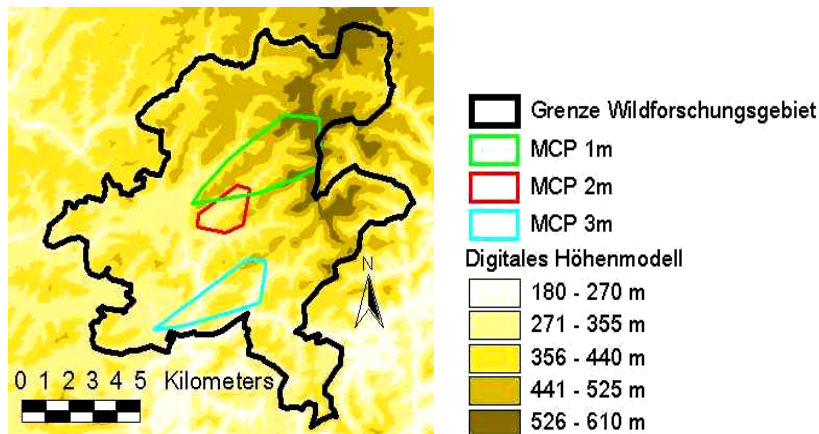 N
0 1 2 3 4 5 Kilometers
Grenze Wildforschungsgebiet
MCP 1m
MCP 2m
MCP 3m
Digitales Höhenmodell
180 - 270 m
271 - 355 m
356 - 440 m
441 - 525 m
526 - 610 m